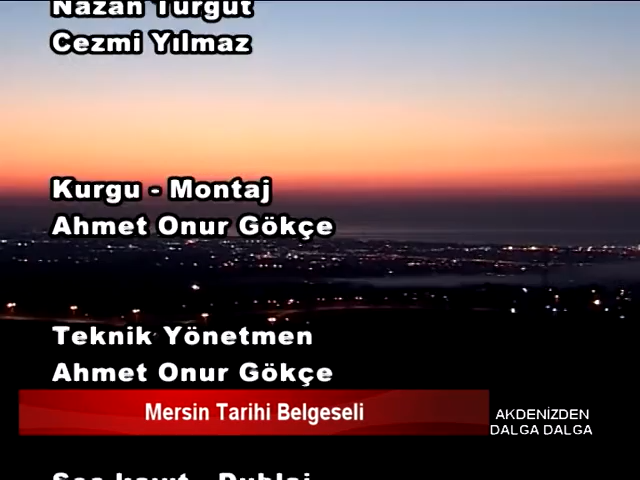 Nazan Turgut
Cezmi Yılmaz
Kurgu - Montaj
Ahmet Onur Gökçe
Teknik Yönetmen
Ahmet Onur Gökçe
Mersin Tarihi Belgeseli
AKDENİZDEN
DALGA DALGA